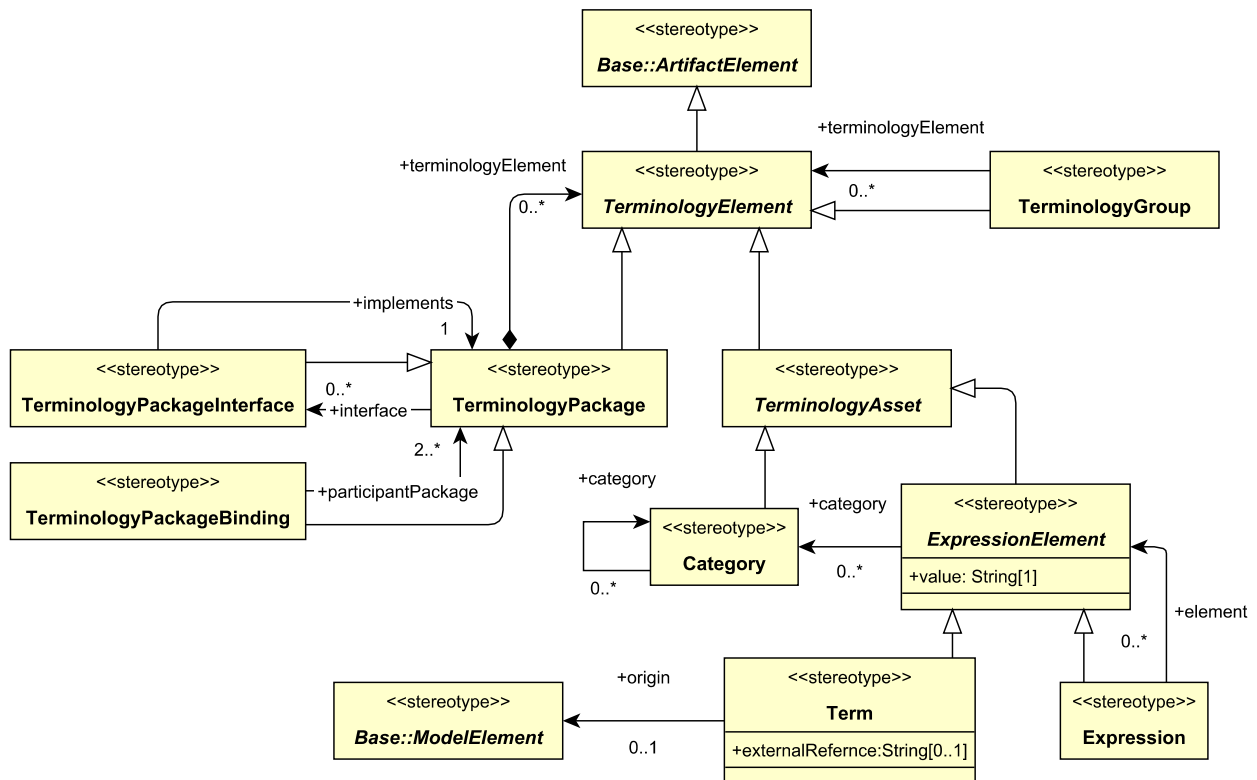 <<stereotype>>
Base::ArtifactElement
+terminologyElement
+terminologyElement
<<stereotype>>
TerminologyElement
0..*
0..*
<<stereotype>>
TerminologyGroup
+implements
1
<<stereotype>>
TerminologyPackageInterface
0..*
+interface
<<stereotype>>
TerminologyPackage
<<stereotype>>
TerminologyAsset
2..*
<<stereotype>>
TerminologyPackageBinding
+participantPackage
+category
+category
<<stereotype>>
Category
0..*
0..*
<<stereotype>>
ExpressionElement
+value: String[1]
+element
0..*
+origin
0..1
<<stereotype>>
Base::ModelElement
<<stereotype>>
Term
+externalRefernce:String[0..1]
<<stereotype>>
Expression